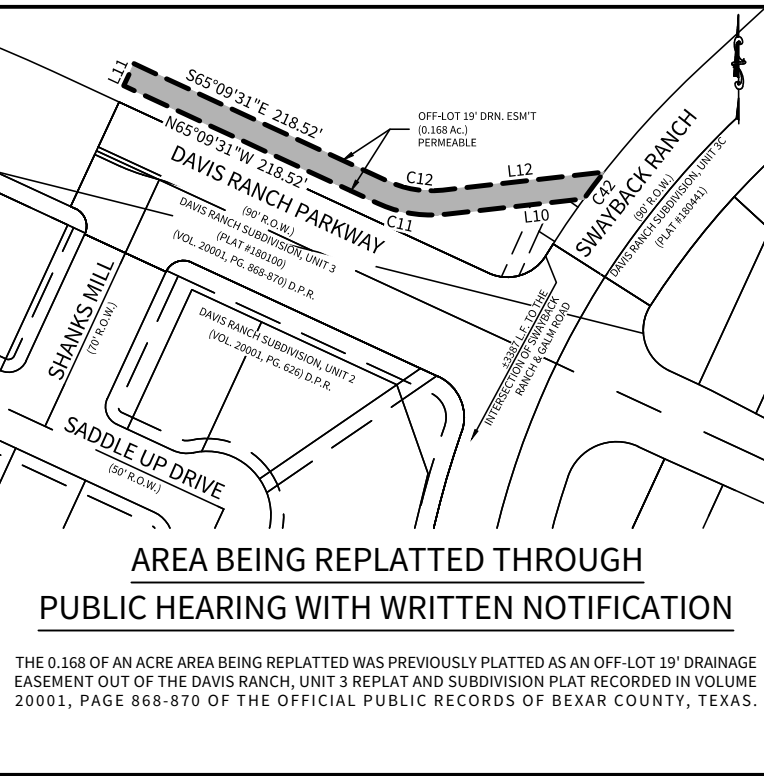 L11
S65°09'31"E 218.52'
N65°09'31"W 218.52'
OFF-LOT 19' DRN. ESM'T
(0.168 Ac.)
PERMEABLE
C12
L12
C11
L10
C42
SWAYBACK RANCH
(90' R.O.W.)
DAVIS RANCH SUBDIVISION, UNIT 3C
(PLAT #180441)
DAVIS RANCH PARKWAY
(90' R.O.W.)
DAVIS RANCH SUBDIVISION, UNIT 3
(PLAT #180100)
(VOL. 20001, PG. 868-870) D.P.R.
SHANKS MILL
(70' R.O.W.)
DAVIS RANCH SUBDIVISION, UNIT 2
(VOL. 20001, PG. 626) D.P.R.
±3387 L.F. TO THE
INTERSECTION OF SWAYBACK
RANCH & GALM ROAD
SADDLE UP DRIVE
(50' R.O.W.)
AREA BEING REPLATTED THROUGH
PUBLIC HEARING WITH WRITTEN NOTIFICATION
THE 0.168 OF AN ACRE AREA BEING REPLATTED WAS PREVIOUSLY PLATTED AS AN OFF-LOT 19' DRAINAGE
EASEMENT OUT OF THE DAVIS RANCH, UNIT 3 REPLAT AND SUBDIVISION PLAT RECORDED IN VOLUME
20001, PAGE 868-870 OF THE OFFICIAL PUBLIC RECORDS OF BEXAR COUNTY, TEXAS.